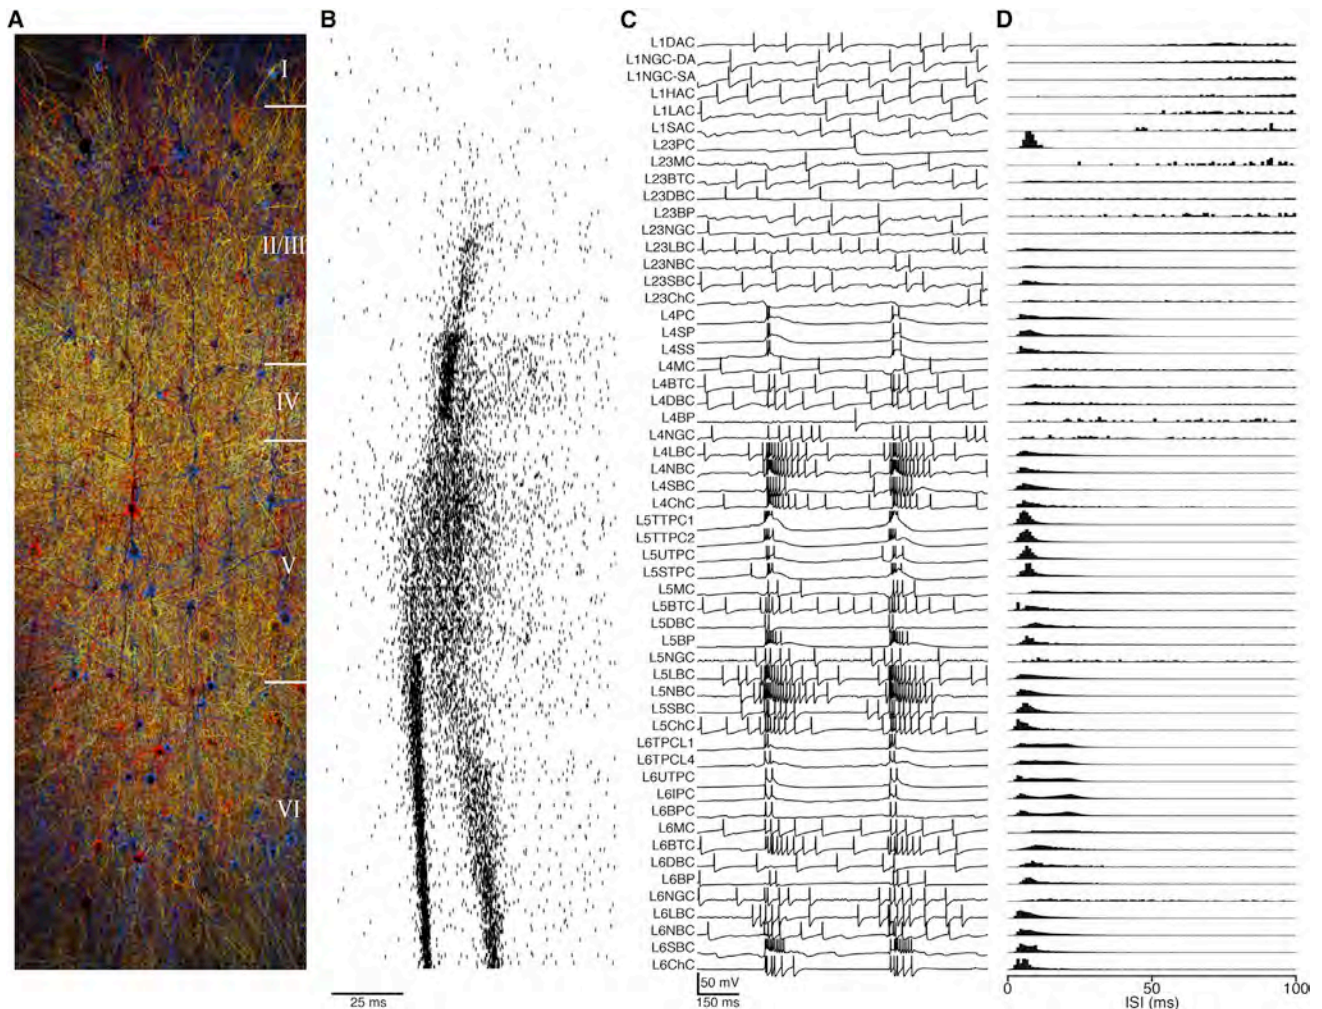 A
B
C
D
I
II/III
IV
V
VI
25 ms
L1DAC
L1NGC-DA
L1NGC-SA
L1HAC
L1LAC
L1SAC
L23PC
L23MC
L23BTC
L23DBC
L23BP
L23NGC
L23LBC
L23NBC
L23SBC
L23ChC
L4PC
L4SP
L4SS
L4MC
L4BTC
L4DBC
L4BP
L4NGC
L4LBC
L4NBC
L4SBC
L4ChC
L5TTPC1
L5TTPC2
L5UTPC
L5STPC
L5MC
L5BTC
L5DBC
L5BP
L5NGC
L5LBC
L5NBC
L5SBC
L5ChC
L6TPCL1
L6TPCL4
L6UTPC
L6IPC
L6BPC
L6MC
L6BTC
L6DBC
L6BP
L6NGC
L6LBC
L6NBC
L6SBC
L6ChC
50 mV
150 ms
0 50 100
ISI (ms)